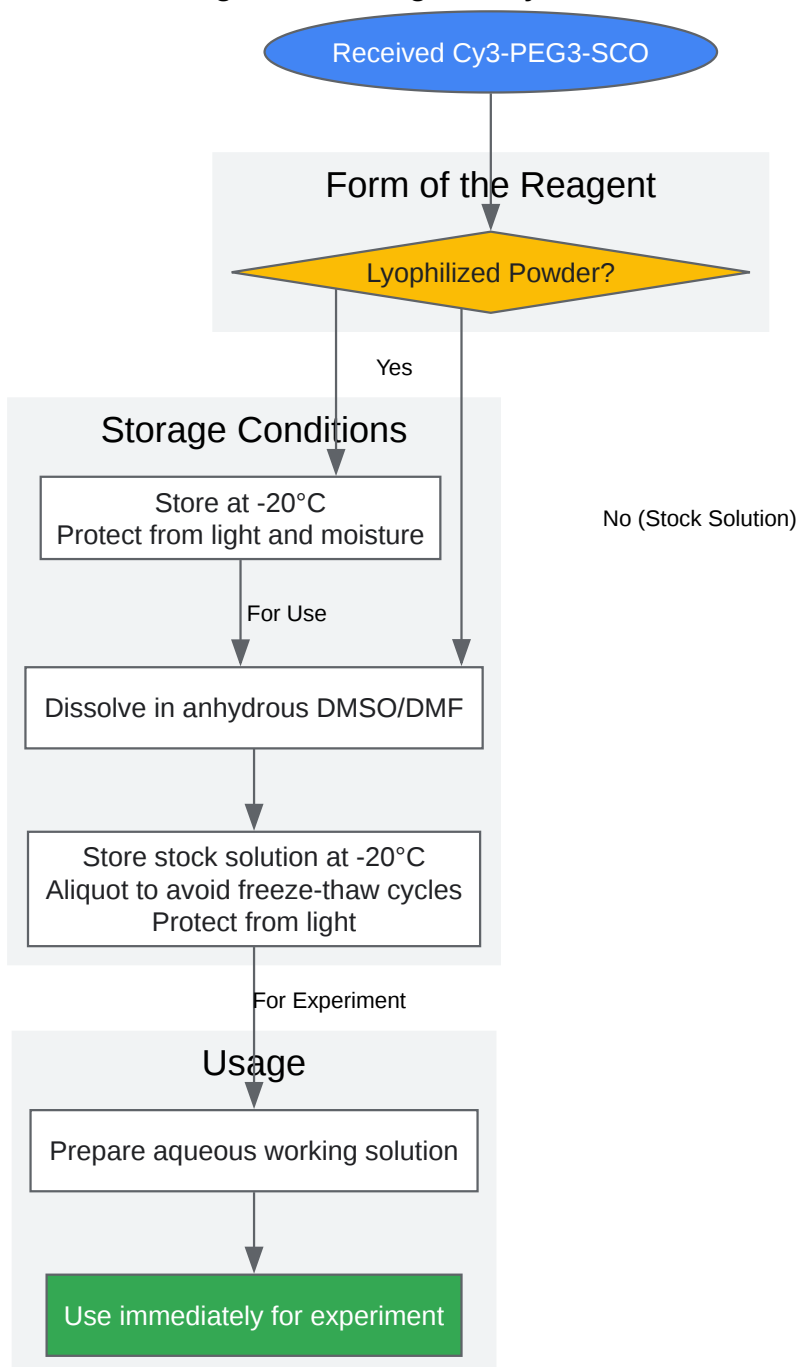 Received Cy3-PEG3-SCO
Form of the Reagent
Lyophilized Powder?
Yes
Storage Conditions
Store at -20°C
Protect from light and moisture
No (Stock Solution)
For Use
Dissolve in anhydrous DMSO/DMF
Store stock solution at -20°C
Aliquot to avoid freeze-thaw cycles
Protect from light
For Experiment
Usage
Prepare aqueous working solution
Use immediately for experiment